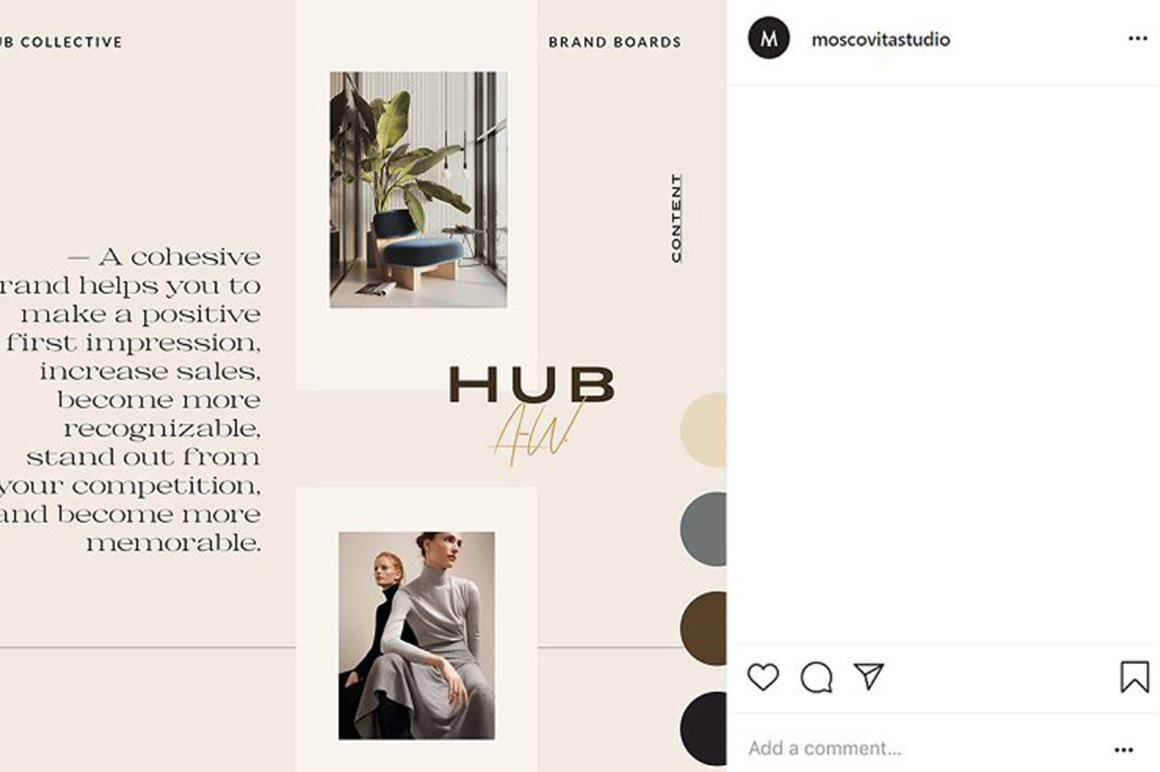 UB COLLECTIVE
BRAND BOARDS
CONTENT
— A cohesive
rand helps you to
make a positive
first impression,
increase sales,
become more
recognizable,
stand out from
your competition,
and become more
memorable.
HUB
A.W.
M
moscovitastudio
Add a comment...